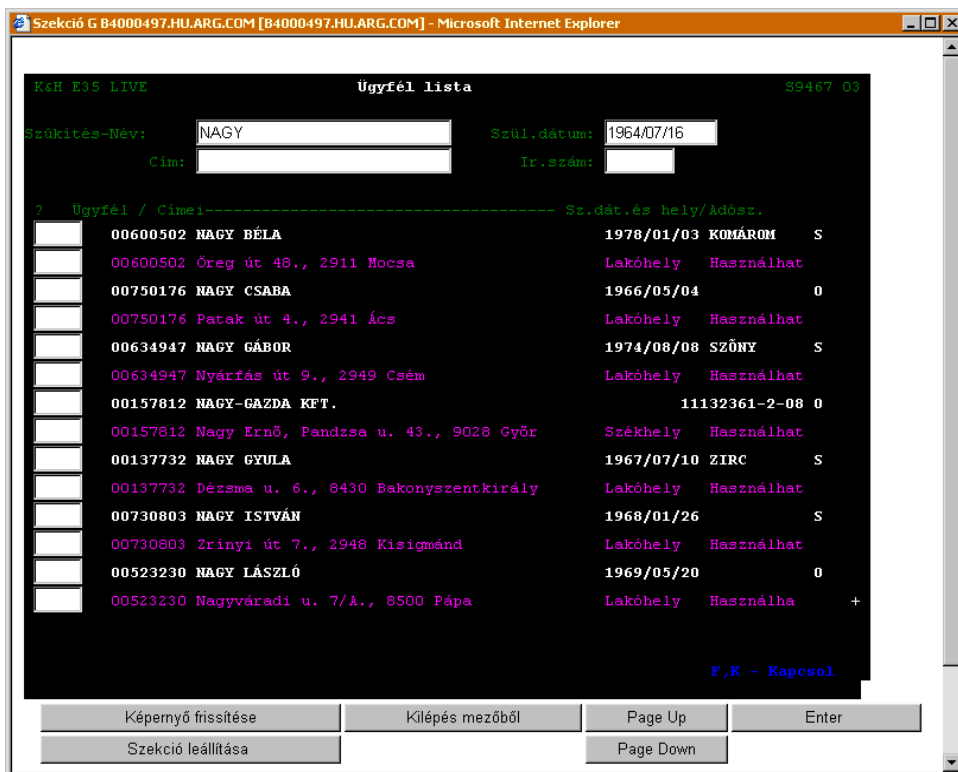 Szekció G B4000497.HU.ARG.COM [B4000497.HU.ARG.COM] - Microsoft Internet Explorer
K&H E35 LIVE Ügyfél lista S9467 03
Szűkítés-Név: NAGY Szül.dátum: 1964/07/16
Cím: Ir.szám:
? Ügyfél / Címei------------------------------------- Sz.dát.és hely/Adósz.
00600502 NAGY BÉLA 1978/01/03 KOMÁROM S
00600502 Öreg út 48., 2911 Mocsa Lakóhely Használhat
00750176 NAGY CSABA 1966/05/04 0
00750176 Patak út 4., 2941 Ács Lakóhely Használhat
00634947 NAGY GÁBOR 1974/08/08 SZŐNY S
00634947 Nyárfás út 9., 2949 Csém Lakóhely Használhat
00157812 NAGY-GAZDA KFT. 11132361-2-08 0
00157812 Nagy Ernő, Pandzsa u. 43., 9028 Győr Székhely Használhat
00137732 NAGY GYULA 1967/07/10 ZIRC S
00137732 Dézsma u. 6., 8430 Bakonyszentkirály Lakóhely Használhat
00730803 NAGY ISTVÁN 1968/01/26 S
00730803 Zrínyi út 7., 2948 Kisigmánd Lakóhely Használhat
00523230 NAGY LÁSZLÓ 1969/05/20 0
00523230 Nagyváradi u. 7/A., 8500 Pápa Lakóhely Használha +
F,K - Kapcsol
Képernyő frissítése Kilépés mezőből Page Up Enter
Szekció leállítása Page Down